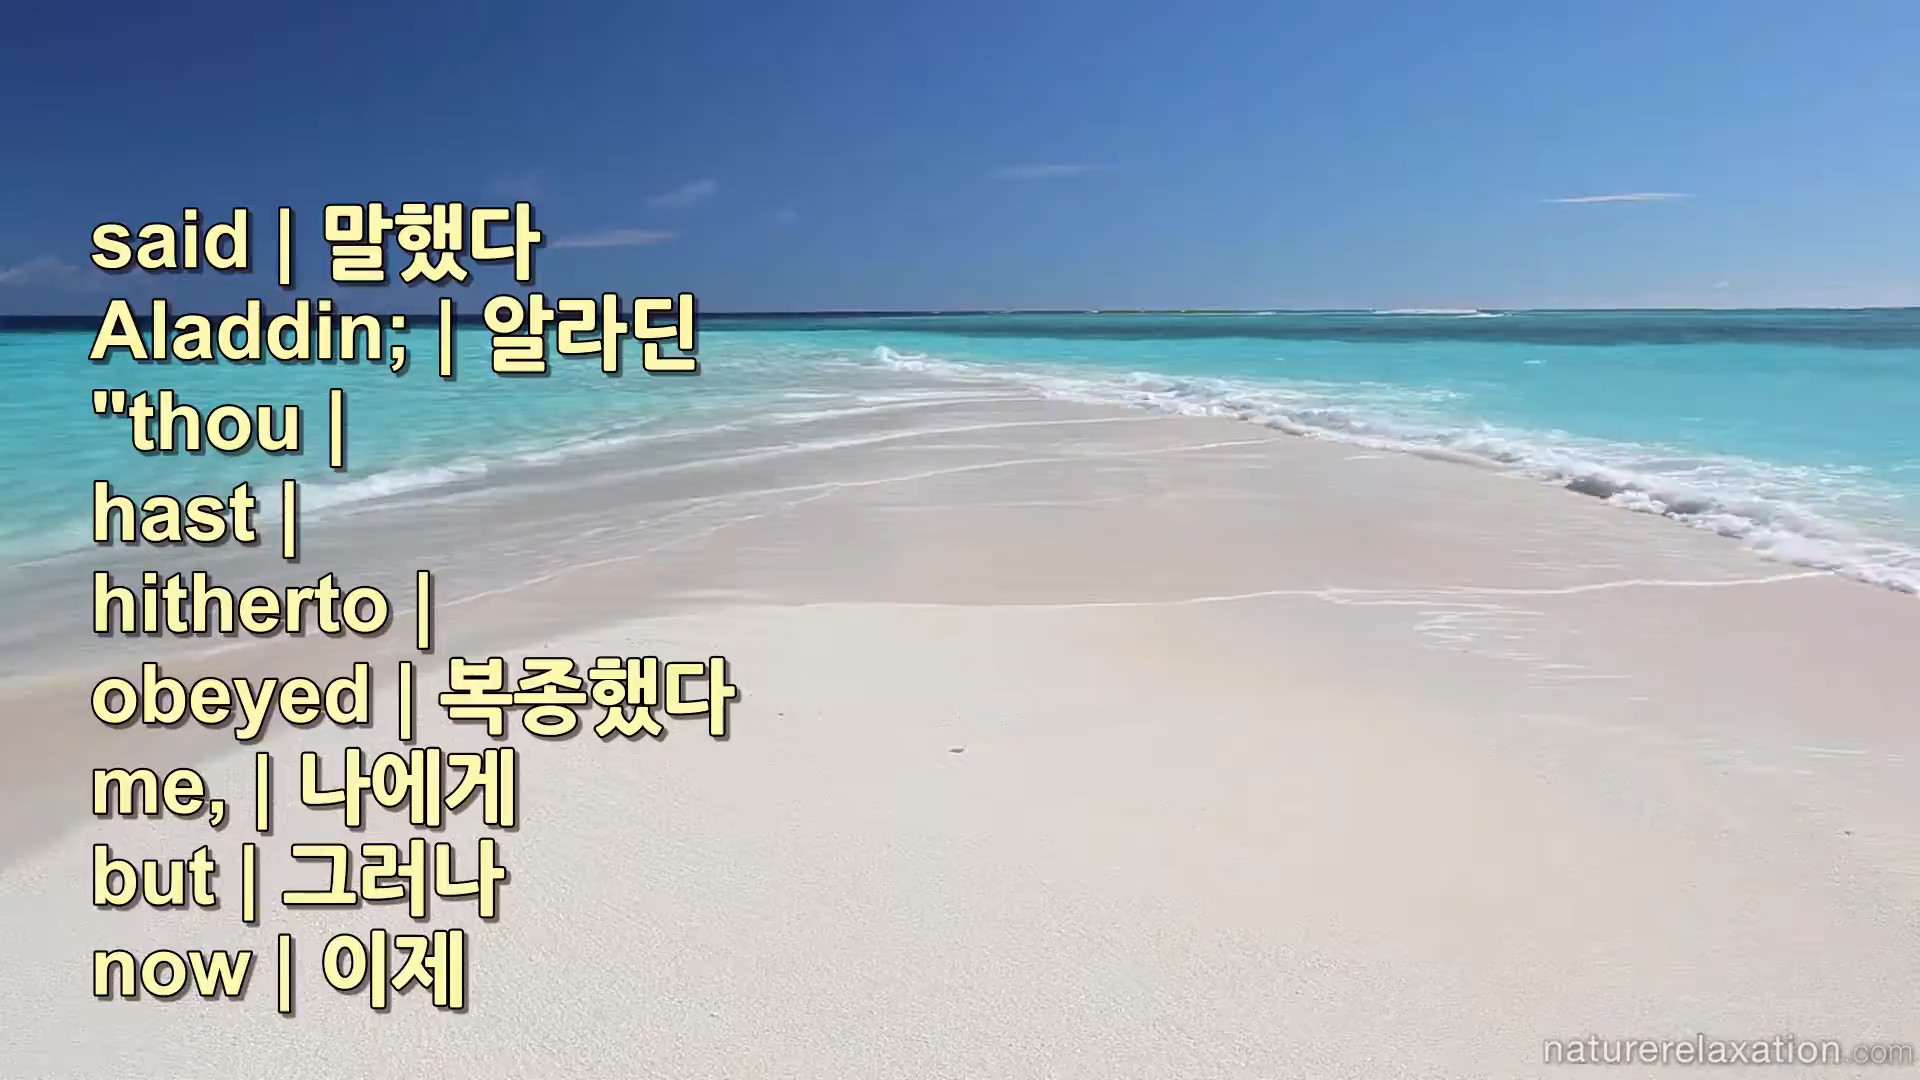 said | 말했다
Aladdin; | 알라딘
"thou |
hast |
hitherto |
obeyed | 복종했다
me, | 나에게
but | 그러나
now | 이제
naturerelaxation.com